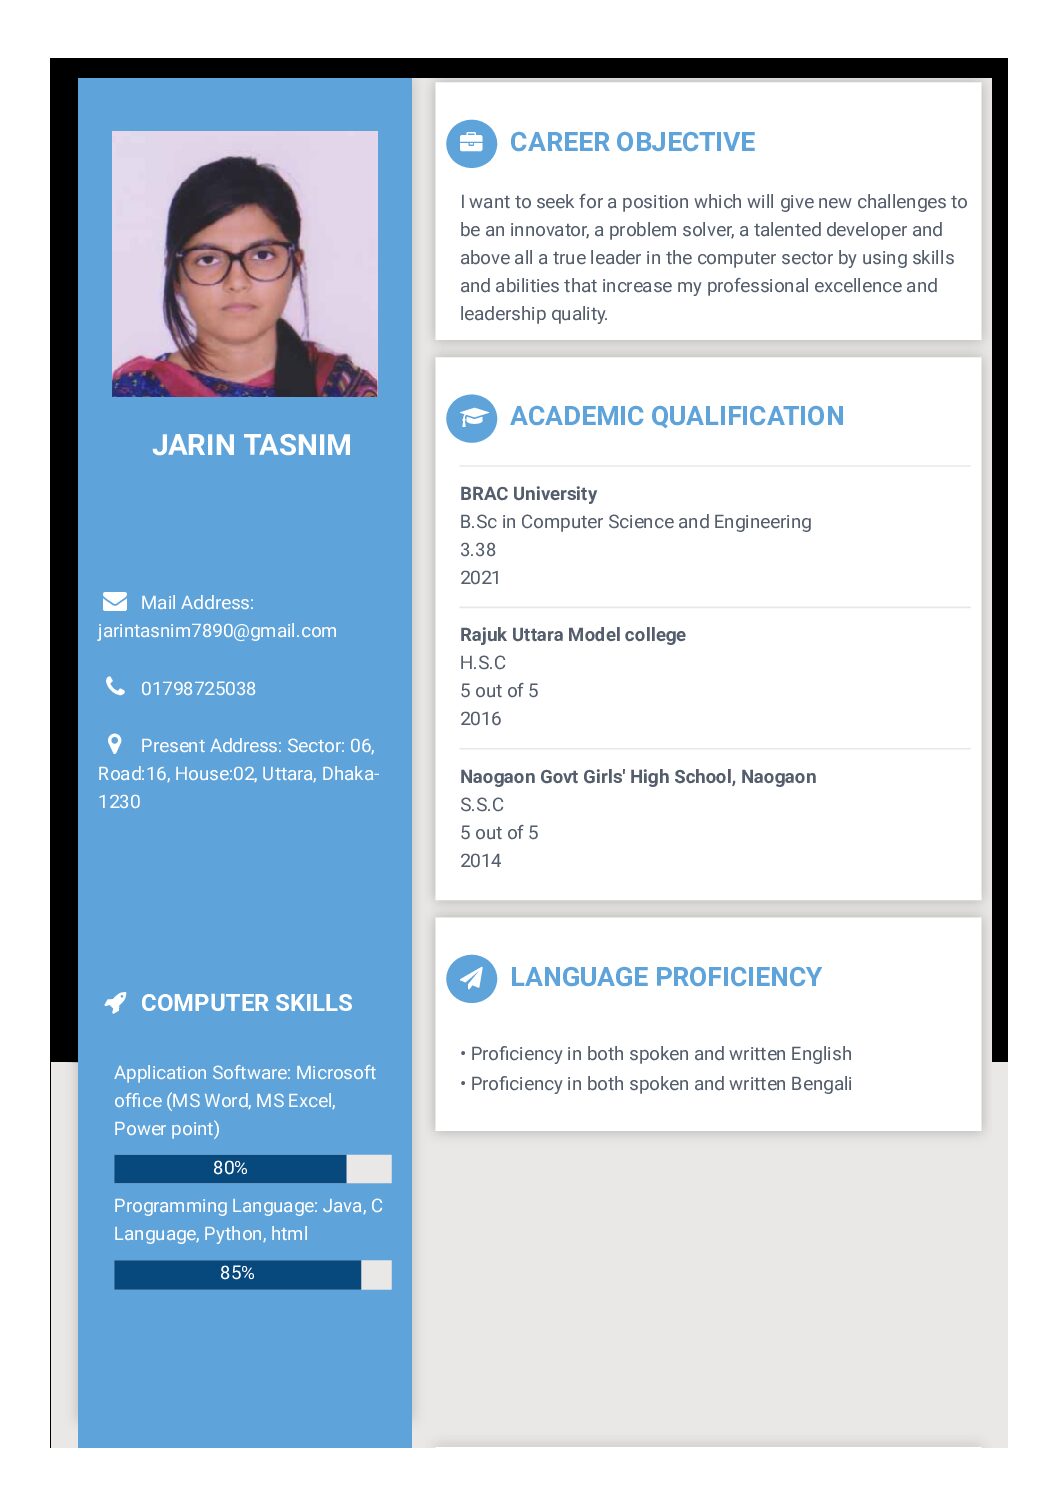 JARIN TASNIM
Mail Address:
jarintasnim7890@gmail.com
01798725038
Present Address: Sector: 06,
Road:16, House:02, Uttara, Dhaka-
1230
COMPUTER SKILLS
Application Software: Microsoft
office (MS Word, MS Excel,
Power point)
80%
Programming Language: Java, C
Language, Python, html
85%
CAREER OBJECTIVE
I want to seek for a position which will give new challenges to
be an innovator, a problem solver, a talented developer and
above all a true leader in the computer sector by using skills
and abilities that increase my professional excellence and
leadership quality.
ACADEMIC QUALIFICATION
BRAC University
B.Sc in Computer Science and Engineering
3.38
2021
Rajuk Uttara Model college
H.S.C
5 out of 5
2016
Naogaon Govt Girls' High School, Naogaon
S.S.C
5 out of 5
2014
LANGUAGE PROFICIENCY
• Proficiency in both spoken and written English
• Proficiency in both spoken and written Bengali